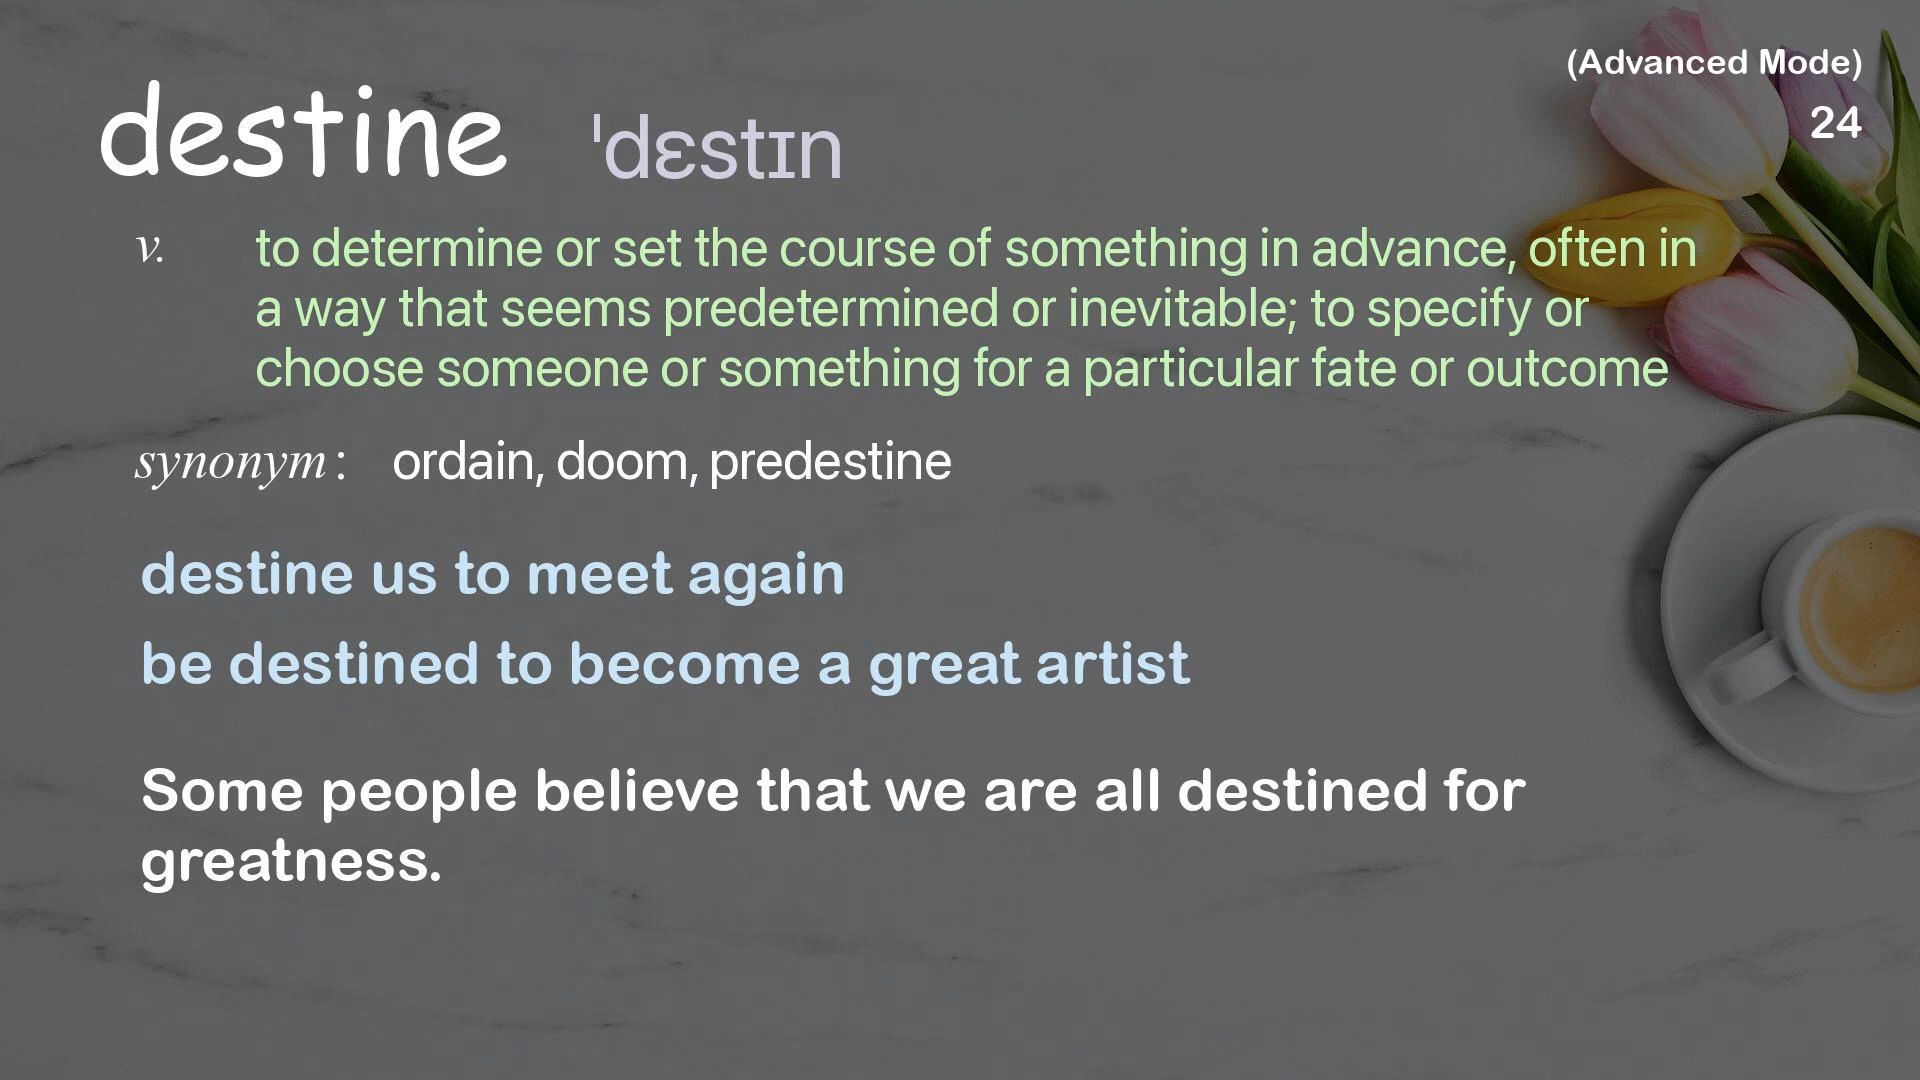 (Advanced Mode)
24
destine ˈdɛstɪn
v. to determine or set the course of something in advance, often in
a way that seems predetermined or inevitable; to specify or
choose someone or something for a particular fate or outcome
synonym: ordain, doom, predestine
destine us to meet again
be destined to become a great artist
Some people believe that we are all destined for
greatness.